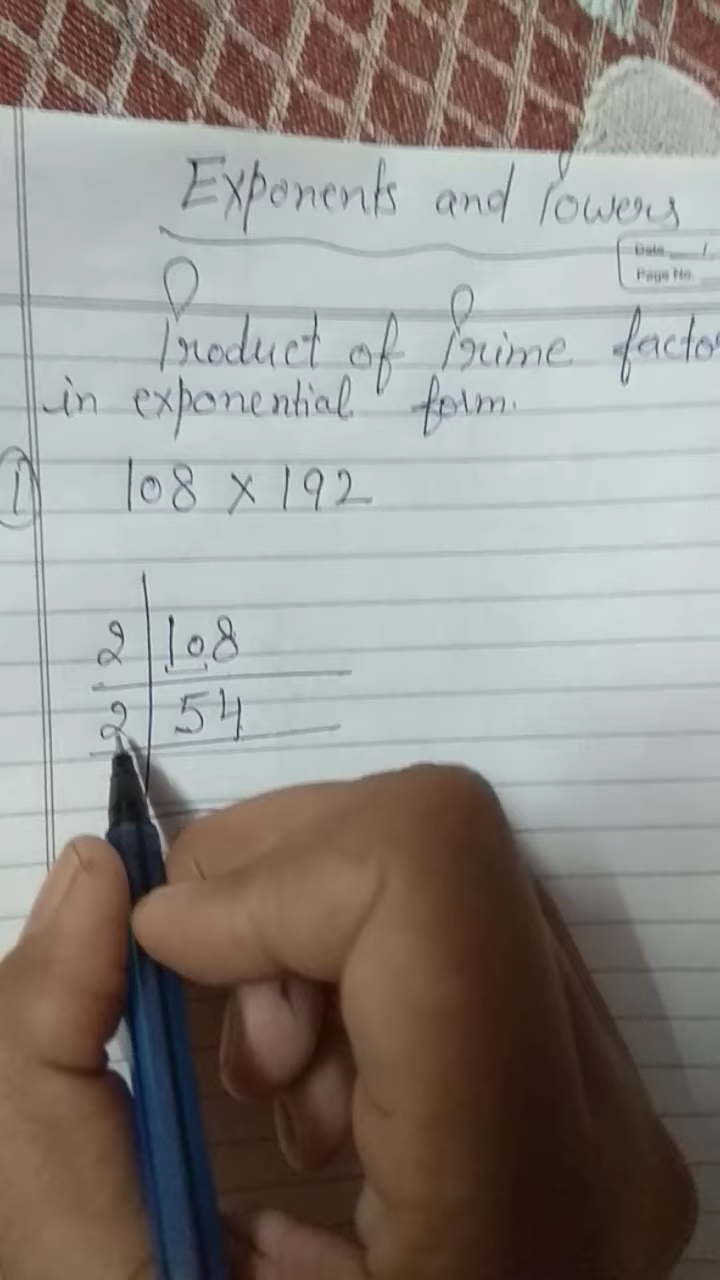 Exponents and Powers
Date /
Page No.
Product of Prime facto
in exponential form.
1 108 × 192
2 108
2 54